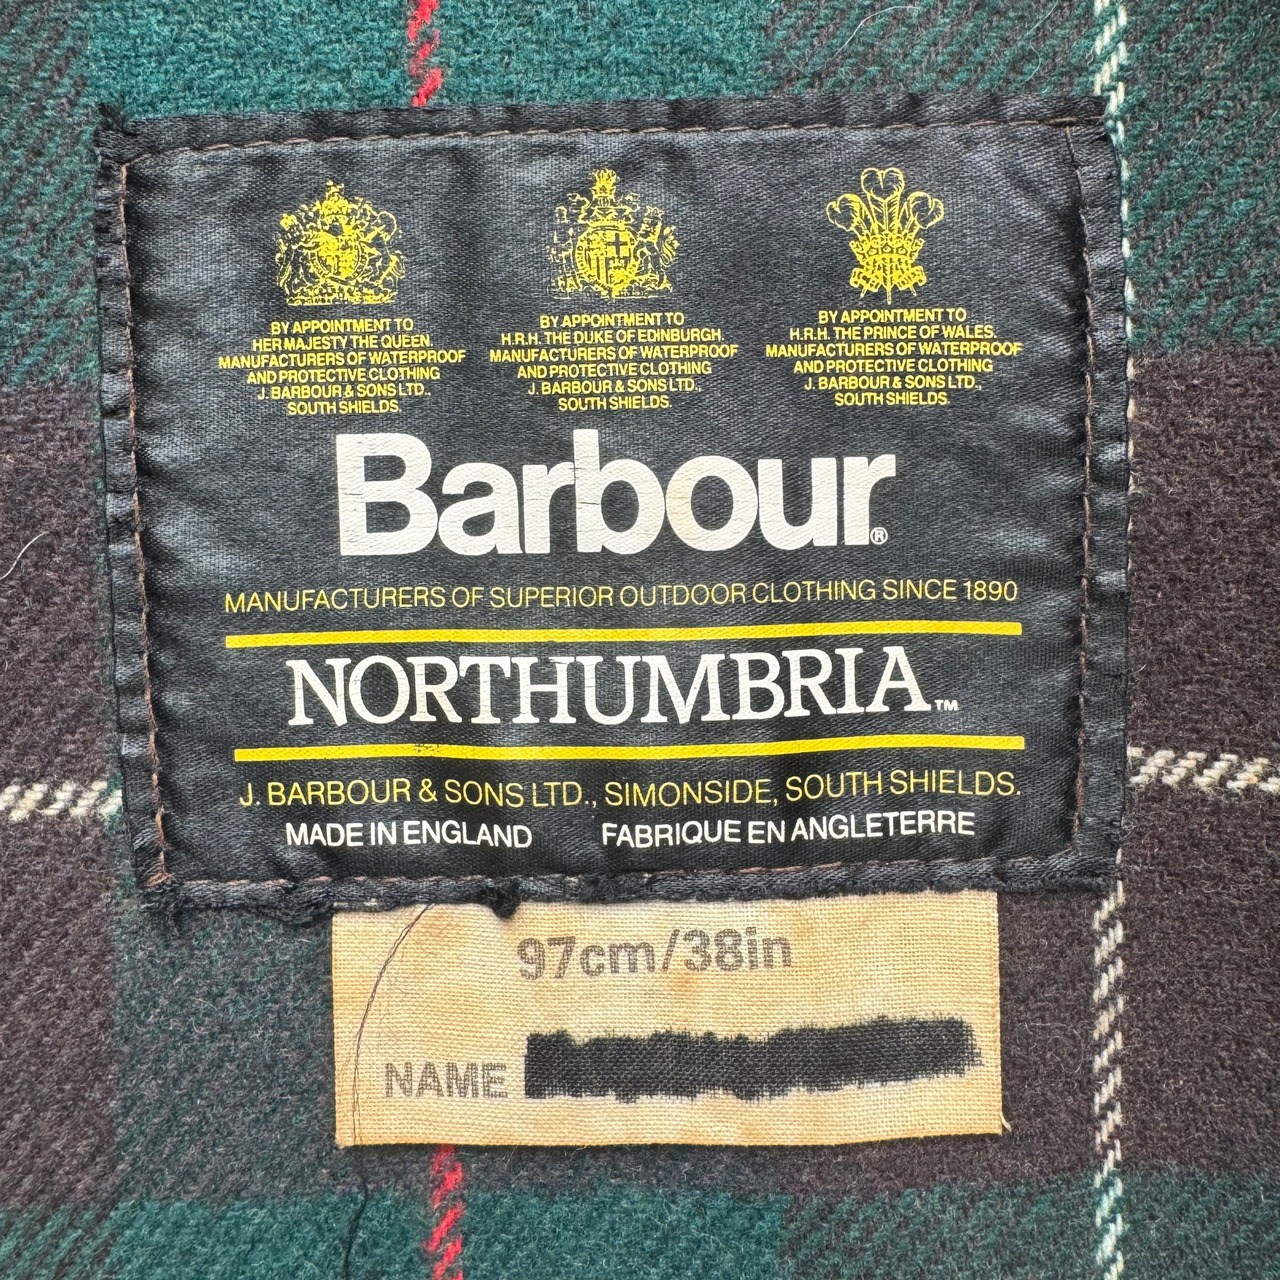 BY APPOINTMENT TO
HER MAJESTY THE QUEEN.
MANUFACTURERS OF WATERPROOF
AND PROTECTIVE CLOTHING
J. BARBOUR & SONS LTD.,
SOUTH SHIELDS.
BY APPOINTMENT TO
H.R.H. THE DUKE OF EDINBURGH.
MANUFACTURERS OF WATERPROOF
AND PROTECTIVE CLOTHING
J. BARBOUR & SONS LTD.,
SOUTH SHIELDS.
BY APPOINTMENT TO
H.R.H. THE PRINCE OF WALES.
MANUFACTURERS OF WATERPROOF
AND PROTECTIVE CLOTHING
J. BARBOUR & SONS LTD.,
SOUTH SHIELDS.
Barbour®
MANUFACTURERS OF SUPERIOR OUTDOOR CLOTHING SINCE 1890
NORTHUMBRIA™
J. BARBOUR & SONS LTD., SIMONSIDE, SOUTH SHIELDS.
MADE IN ENGLAND FABRIQUE EN ANGLETERRE
97cm/38in
NAME